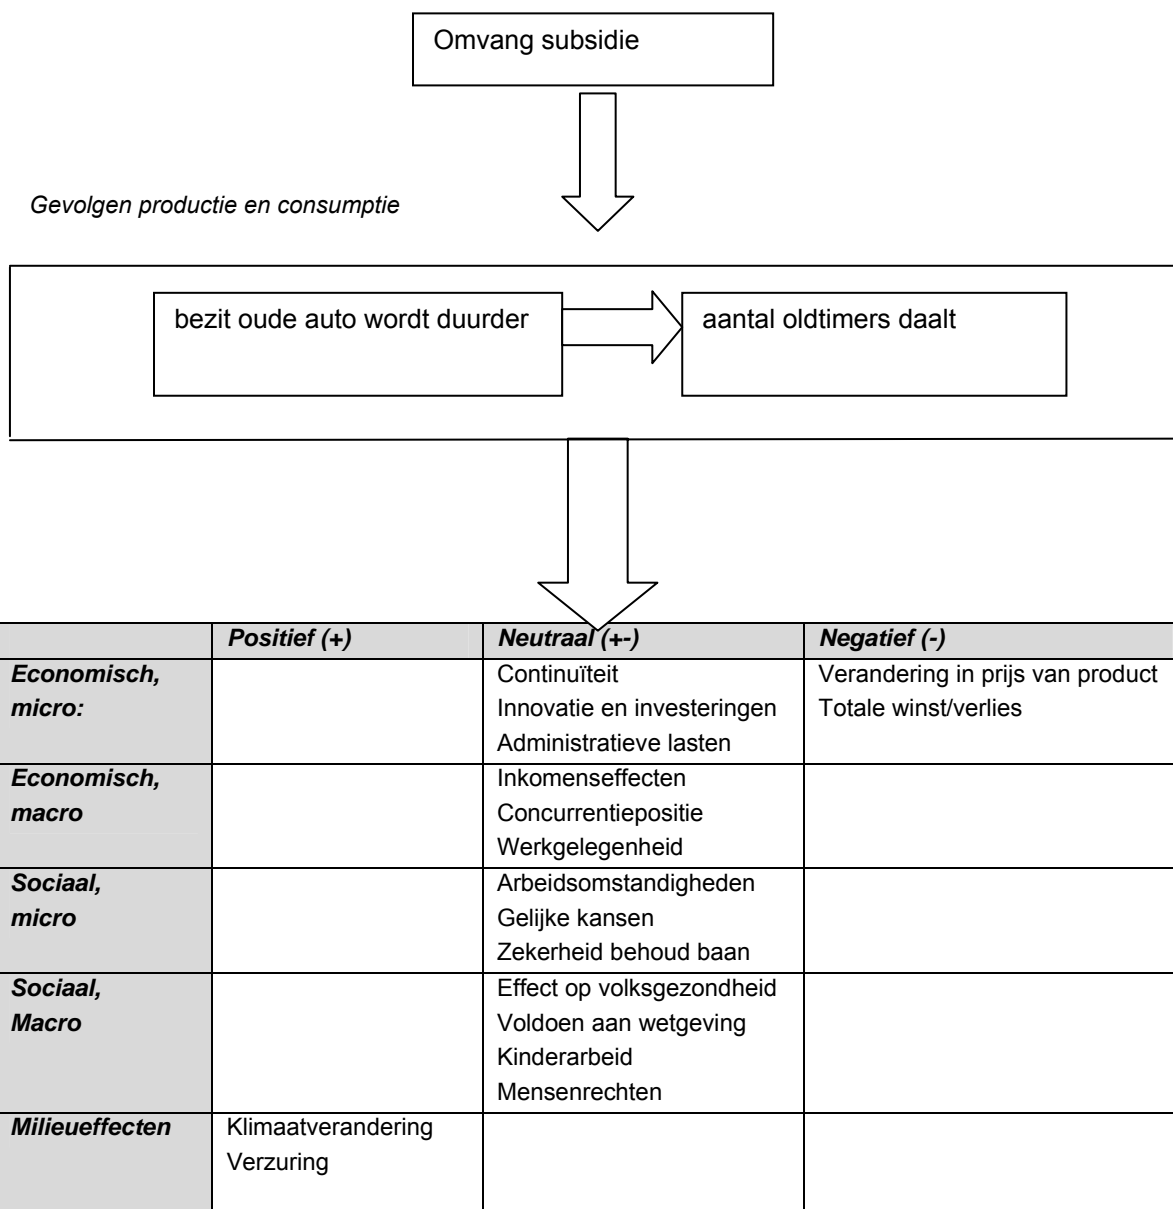 Omvang subsidie
Gevolgen productie en consumptie
bezit oude auto wordt duurder
aantal oldtimers daalt
Positief (+)
Neutraal (+-)
Negatief (-)
Economisch,
micro:
Continuïteit
Innovatie en investeringen
Administratieve lasten
Verandering in prijs van product
Totale winst/verlies
Economisch,
macro
Inkomenseffecten
Concurrentiepositie
Werkgelegenheid
Sociaal,
micro
Arbeidsomstandigheden
Gelijke kansen
Zekerheid behoud baan
Sociaal,
Macro
Effect op volksgezondheid
Voldoen aan wetgeving
Kinderarbeid
Mensenrechten
Milieueffecten
Klimaatverandering
Verzuring